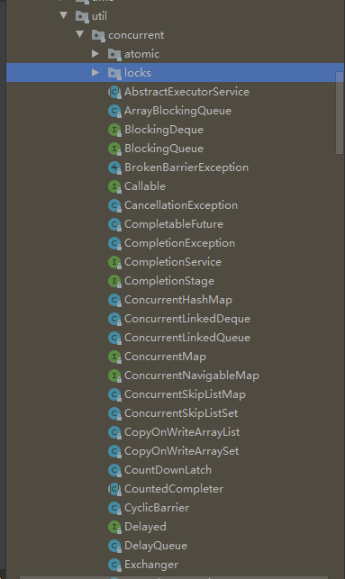 util
concurrent
atomic
locks
AbstractExecutorService
ArrayBlockingQueue
BlockingDeque
BlockingQueue
BrokenBarrierException
Callable
CancellationException
CompletableFuture
CompletionException
CompletionService
CompletionStage
ConcurrentHashMap
ConcurrentLinkedDeque
ConcurrentLinkedQueue
ConcurrentMap
ConcurrentNavigableMap
ConcurrentSkipListMap
ConcurrentSkipListSet
CopyOnWriteArrayList
CopyOnWriteArraySet
CountDownLatch
CountedCompleter
CyclicBarrier
Delayed
DelayQueue
Exchanger